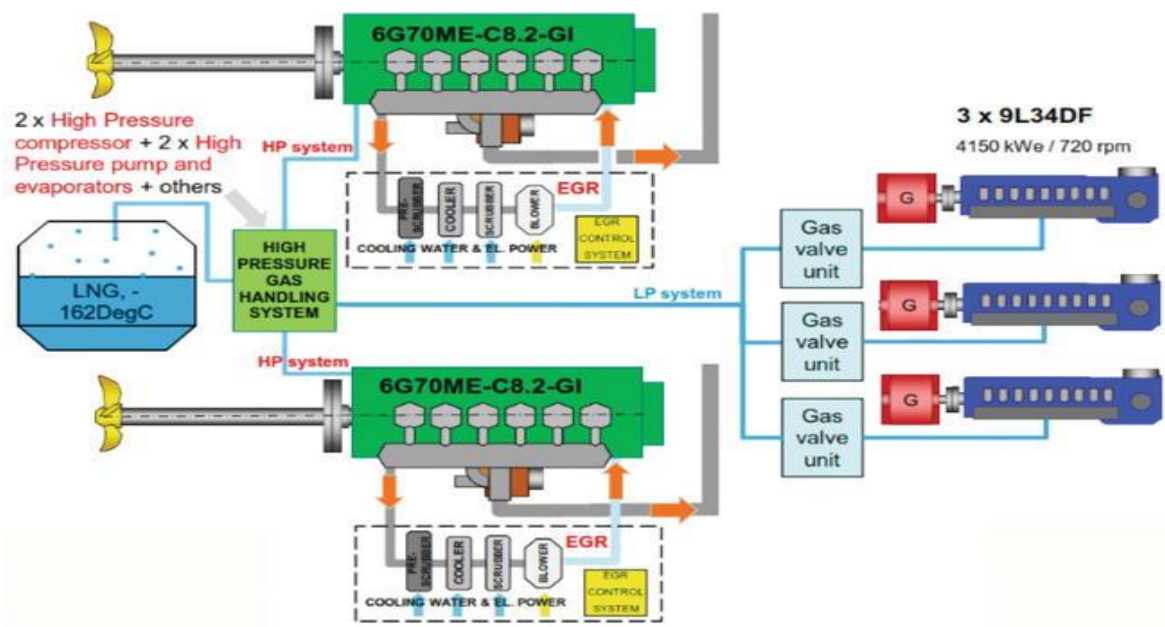 6G70ME-C8.2-GI
2 x High Pressure
compressor + 2 x High
Pressure pump and
evaporators + others
HP system
PRE-
SCRUBBER
COOLER
SCRUBBER
BLOWER
EGR
EGR
CONTROL
SYSTEM
COOLING WATER & EL. POWER
LNG, -
162DegC
HIGH
PRESSURE
GAS
HANDLING
SYSTEM
LP system
HP system
3 x 9L34DF
4150 kWe / 720 rpm
G
Gas
valve
unit
G
Gas
valve
unit
G
Gas
valve
unit
6G70ME-C8.2-GI
PRE-
SCRUBBER
COOLER
SCRUBBER
BLOWER
EGR
EGR
CONTROL
SYSTEM
COOLING WATER & EL. POWER